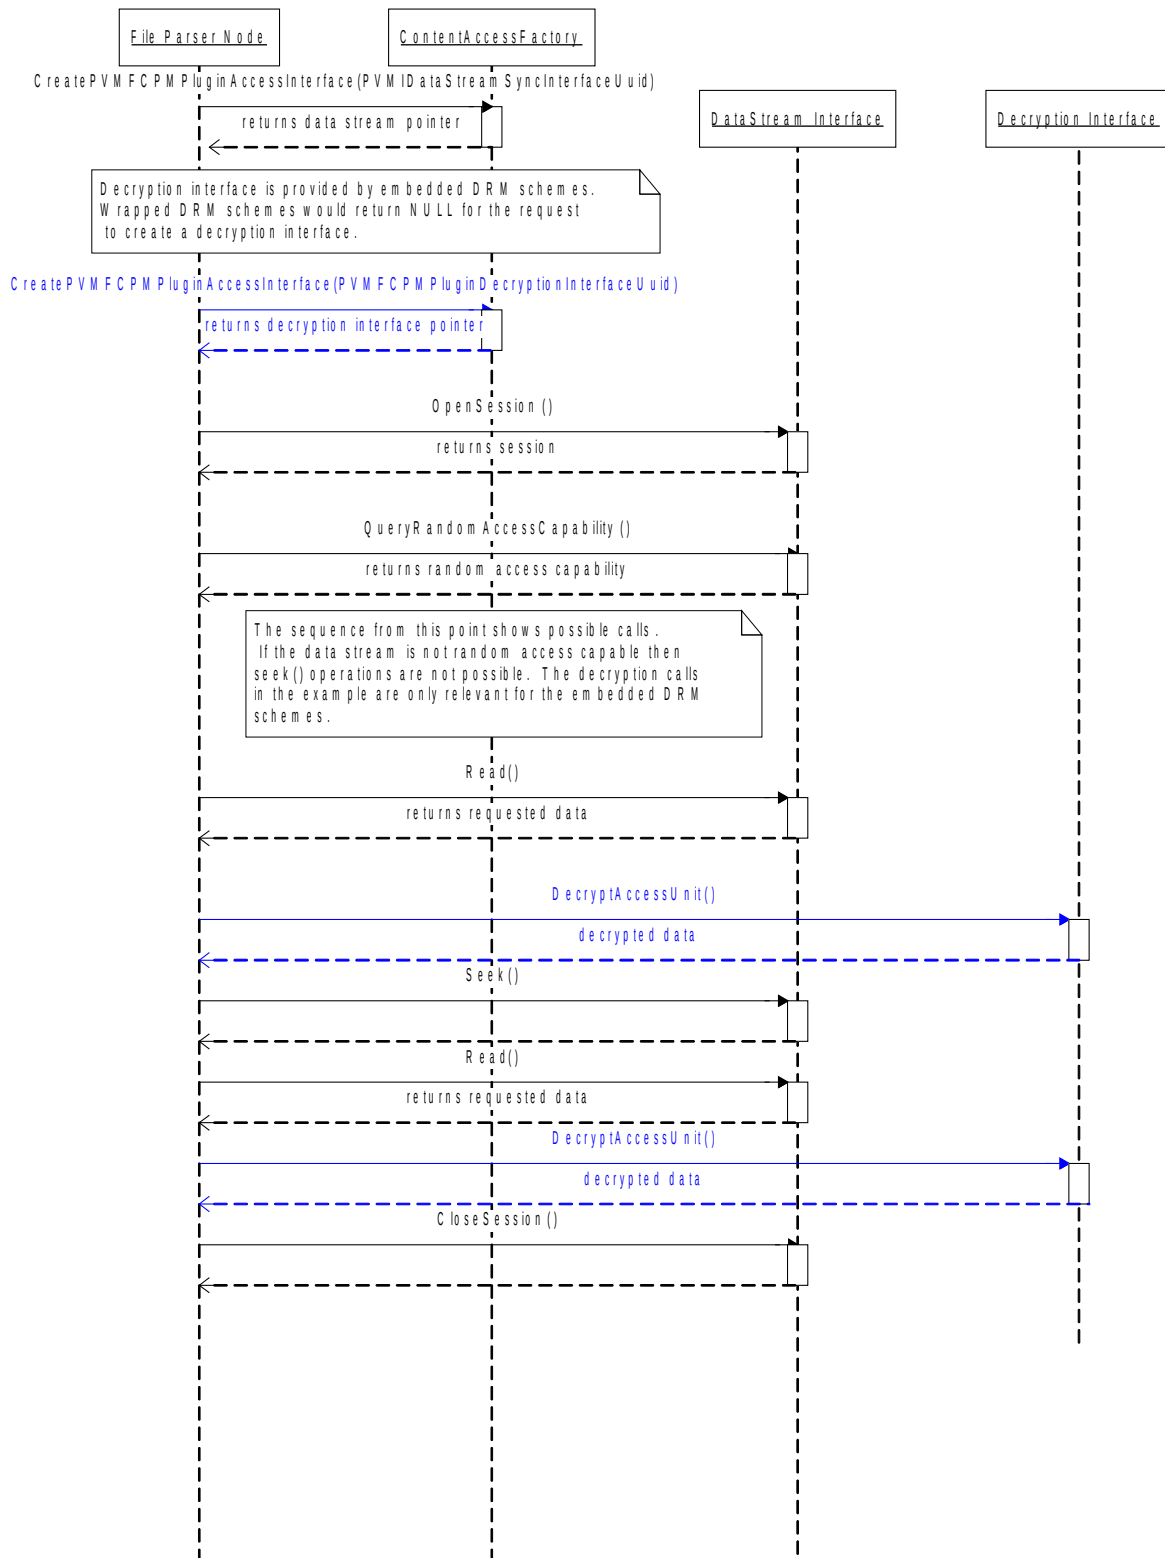 File Parser Node
ContentAccessFactory
CreatePVMFCPMPluginAccessInterface(PVMIDataStreamSyncInterfaceUuid)
DataStream Interface
Decryption Interface
returns data stream pointer
Decryption interface is provided by embedded DRM schemes.
Wrapped DRM schemes would return NULL for the request
to create a decryption interface.
CreatePVMFCPMPluginAccessInterface(PVMFCPMPluginDecryptionInterfaceUuid)
returns decryption interface pointer
OpenSession()
returns session
QueryRandomAccessCapability()
returns random access capability
The sequence from this point shows possible calls.
If the data stream is not random access capable then
seek() operations are not possible. The decryption calls
in the example are only relevant for the embedded DRM
schemes.
Read()
returns requested data
DecryptAccessUnit()
decrypted data
Seek()
Read()
returns requested data
DecryptAccessUnit()
decrypted data
CloseSession()